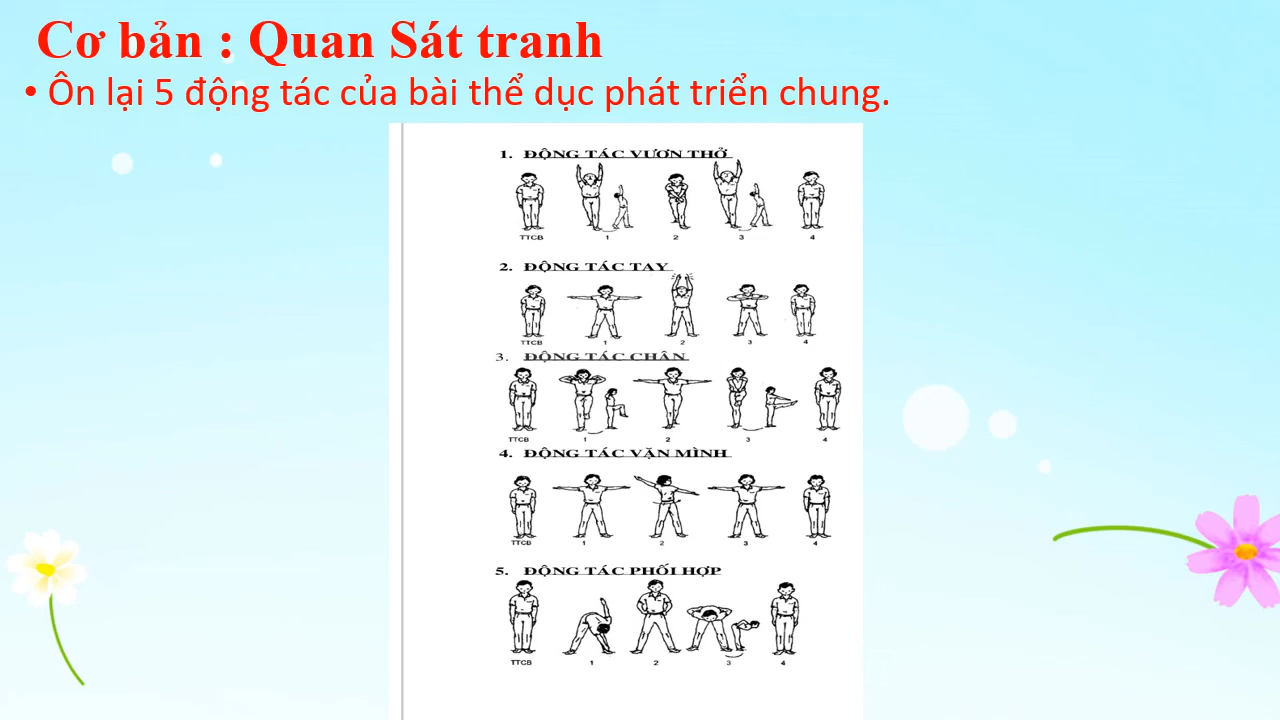 Cơ bản : Quan Sát tranh
• Ôn lại 5 động tác của bài thể dục phát triển chung.
1. ĐỘNG TÁC VƯƠN THỞ
TTCB 1 2 3 4
2. ĐỘNG TÁC TAY
TTCB 1 2 3 4
3. ĐỘNG TÁC CHÂN
TTCB 1 2 3 4
4. ĐỘNG TÁC VẶN MÌNH
TTCB 1 2 3 4
5. ĐỘNG TÁC PHỐI HỢP
TTCB 1 2 3 4